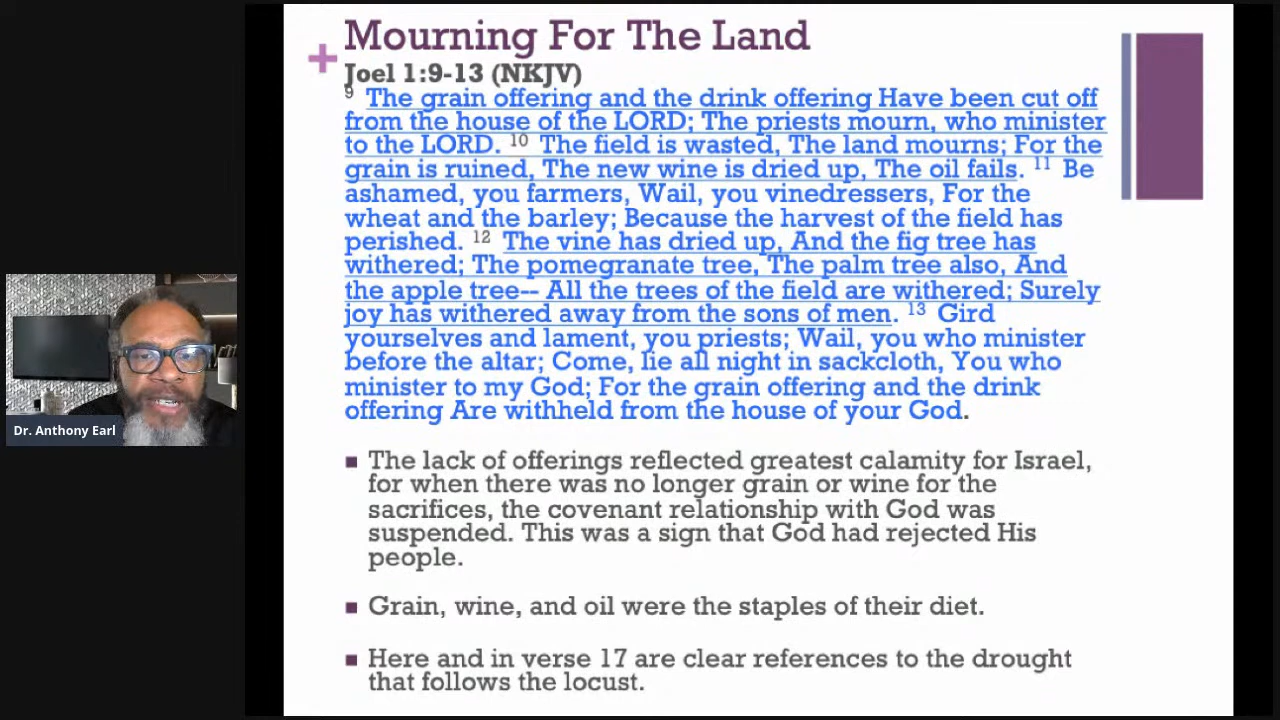 Mourning For The Land
+
Joel 1:9-13 (NKJV)
9 The grain offering and the drink offering Have been cut off
from the house of the LORD; The priests mourn, who minister
to the LORD. 10 The field is wasted, The land mourns; For the
grain is ruined, The new wine is dried up, The oil fails. 11 Be
ashamed, you farmers, Wail, you vinedressers, For the
wheat and the barley; Because the harvest of the field has
perished. 12 The vine has dried up, And the fig tree has
withered; The pomegranate tree, The palm tree also, And
the apple tree-- All the trees of the field are withered; Surely
joy has withered away from the sons of men. 13 Gird
yourselves and lament, you priests; Wail, you who minister
before the altar; Come, lie all night in sackcloth, You who
minister to my God; For the grain offering and the drink
offering Are withheld from the house of your God.
The lack of offerings reflected greatest calamity for Israel,
for when there was no longer grain or wine for the
sacrifices, the covenant relationship with God was
suspended. This was a sign that God had rejected His
people.
Grain, wine, and oil were the staples of their diet.
Here and in verse 17 are clear references to the drought
that follows the locust.
Dr. Anthony Earl